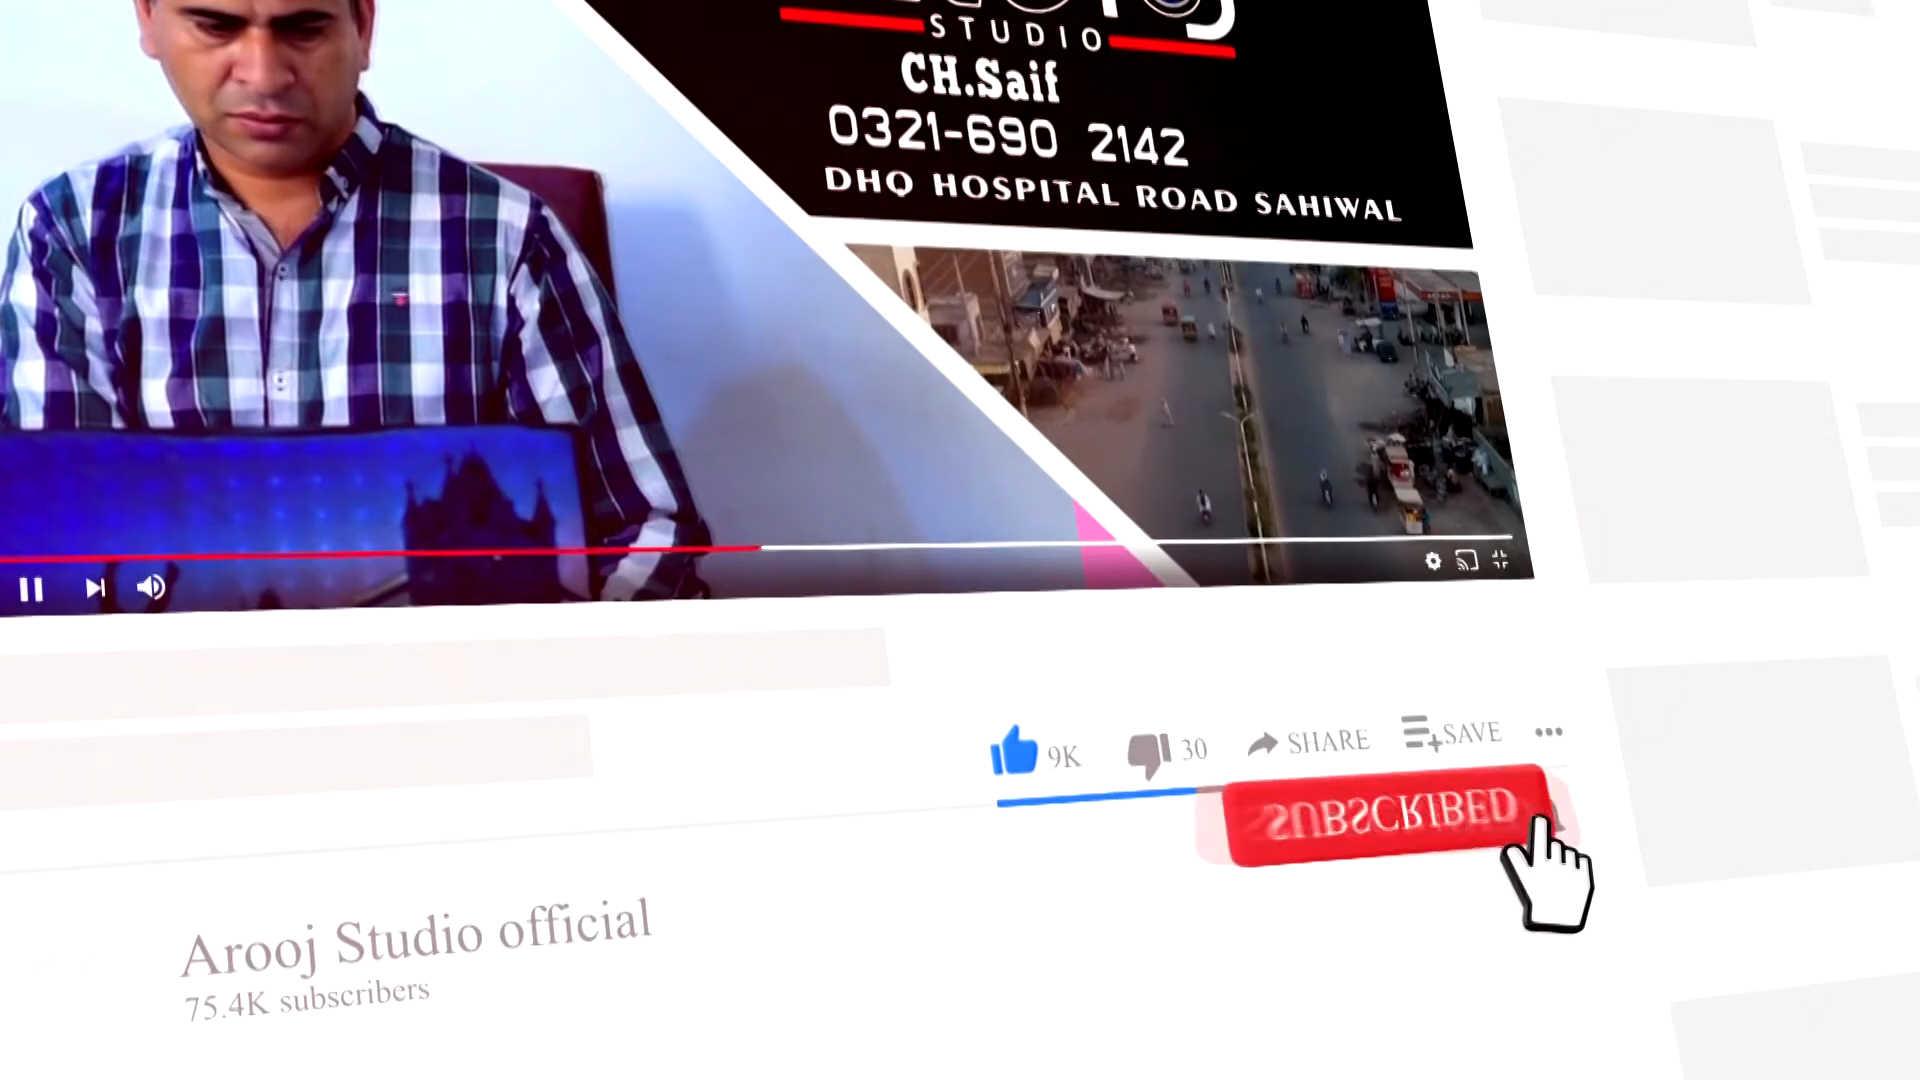 STUDIO
CH.Saif
0321-690 2142
DHQ HOSPITAL ROAD SAHIWAL
9K
30
SHARE
SAVE
SUBSCRIBED
Arooj Studio official
75.4K subscribers